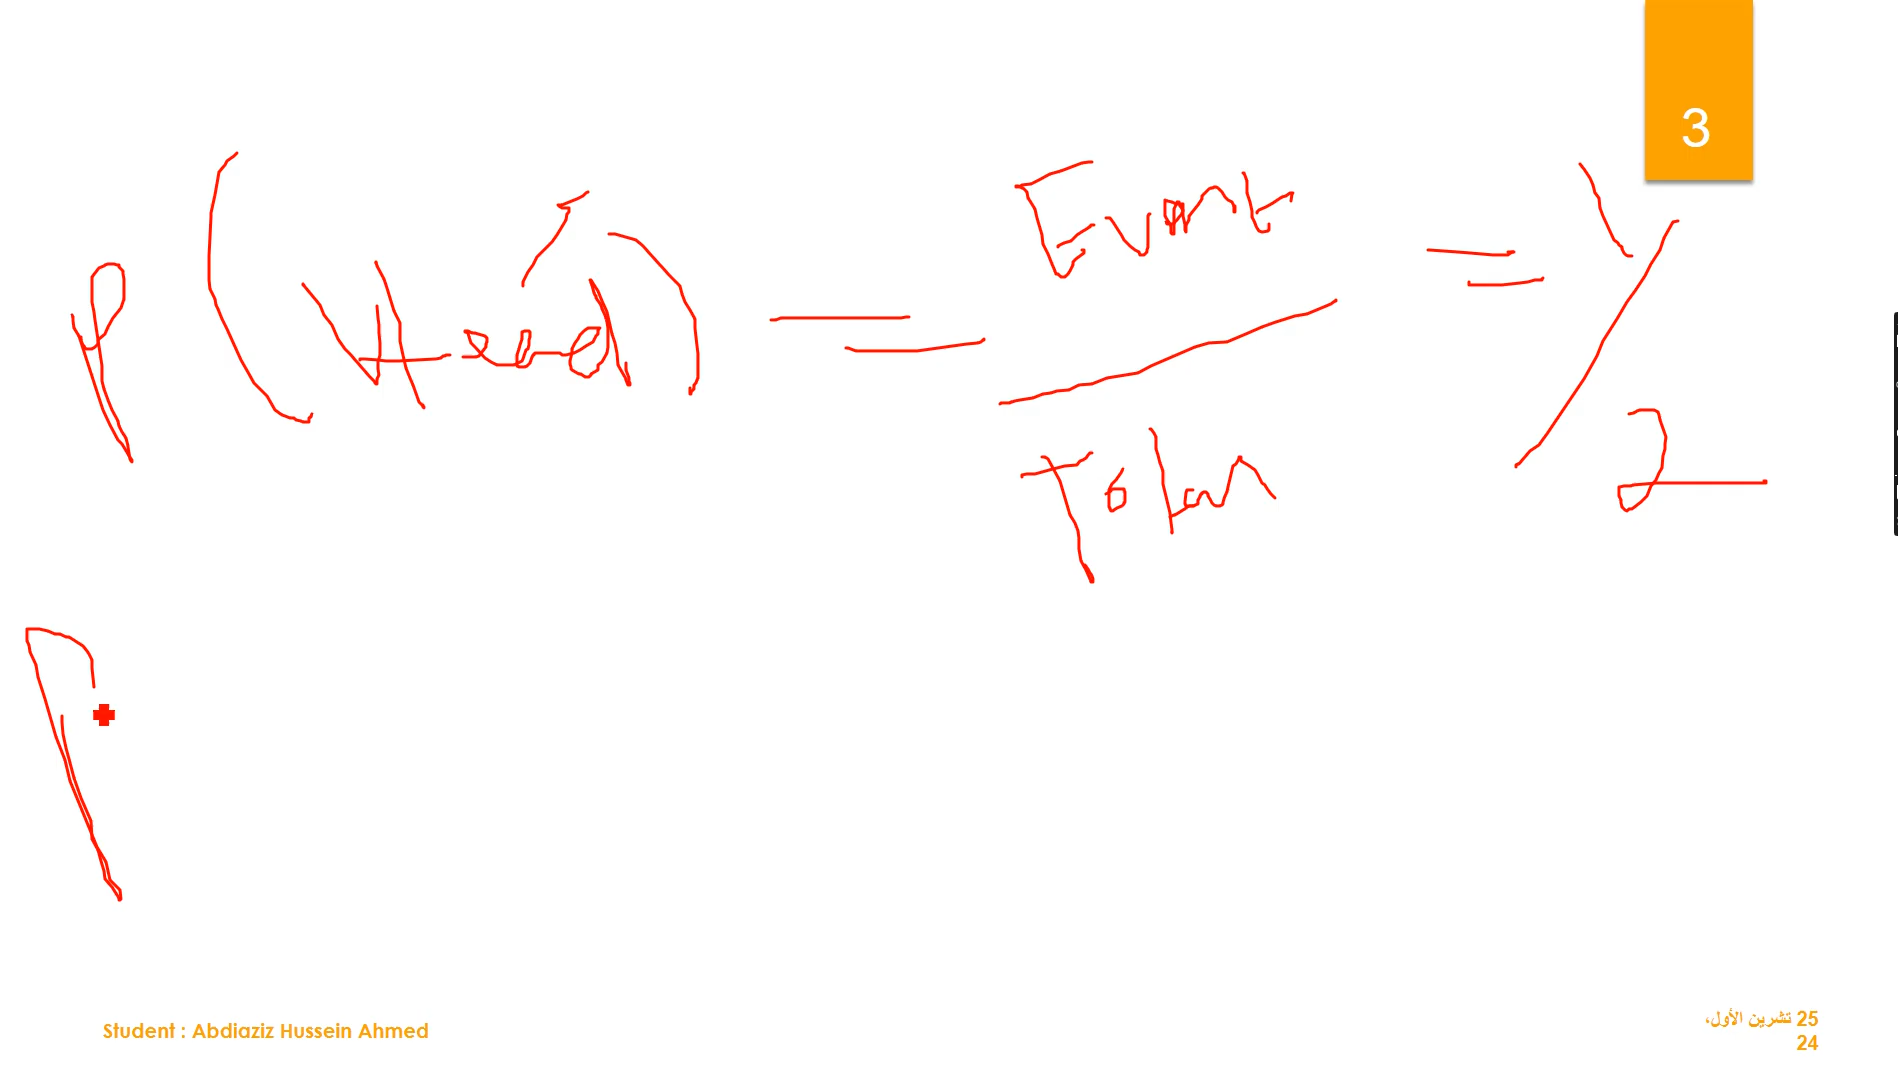 3
P (Head) = Event / Total = 1/2
P
Student : Abdiaziz Hussein Ahmed
25 تشرين الأول،
24